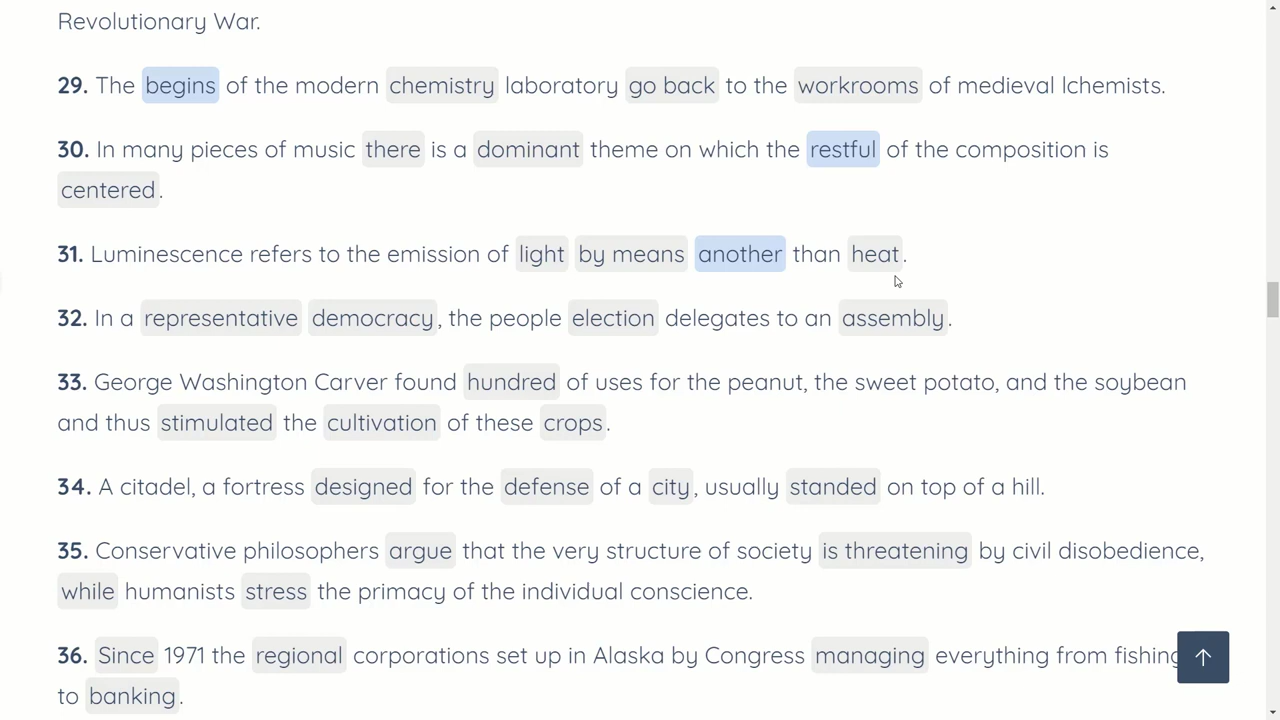 Revolutionary War.
29. The begins of the modern chemistry laboratory go back to the workrooms of medieval lchemists.
30. In many pieces of music there is a dominant theme on which the restful of the composition is
centered.
31. Luminescence refers to the emission of light by means another than heat.
32. In a representative democracy, the people election delegates to an assembly.
33. George Washington Carver found hundred of uses for the peanut, the sweet potato, and the soybean
and thus stimulated the cultivation of these crops.
34. A citadel, a fortress designed for the defense of a city, usually standed on top of a hill.
35. Conservative philosophers argue that the very structure of society is threatening by civil disobedience,
while humanists stress the primacy of the individual conscience.
36. Since 1971 the regional corporations set up in Alaska by Congress managing everything from fishing
to banking.